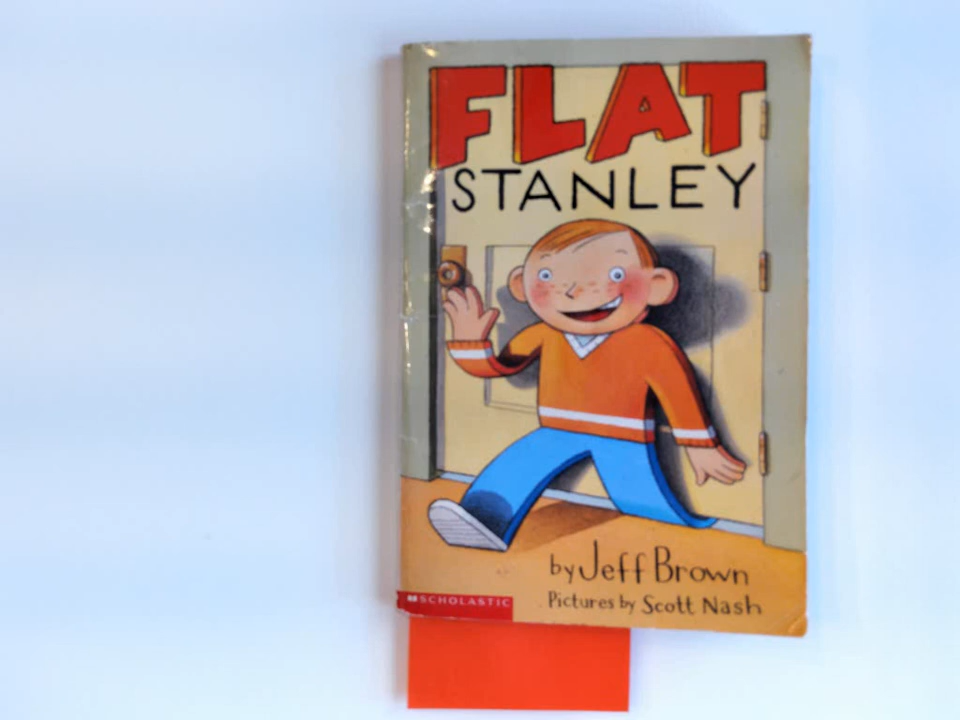 FLAT
STANLEY
by Jeff Brown
Pictures by Scott Nash
SCHOLASTIC